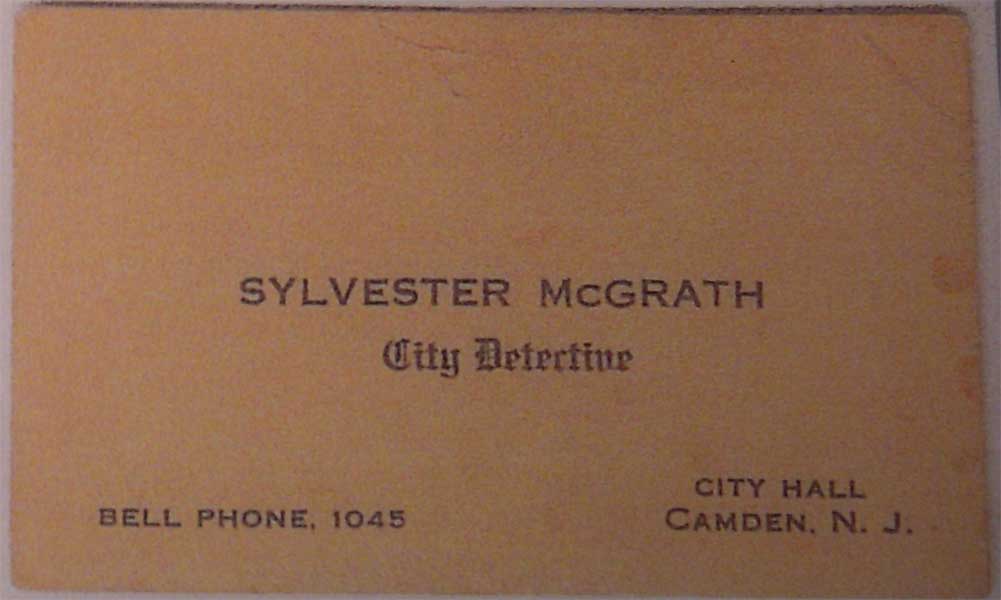 SYLVESTER McGRATH
City Detective
BELL PHONE, 1045
CITY HALL
CAMDEN, N. J.